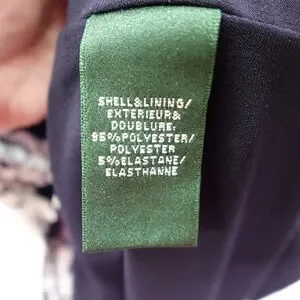 SHELL&LINING/
EXTERIEUR&
DOUBLURE:
95%POLYESTER/
POLYESTER
5%ELASTANE/
ELASTHANNE